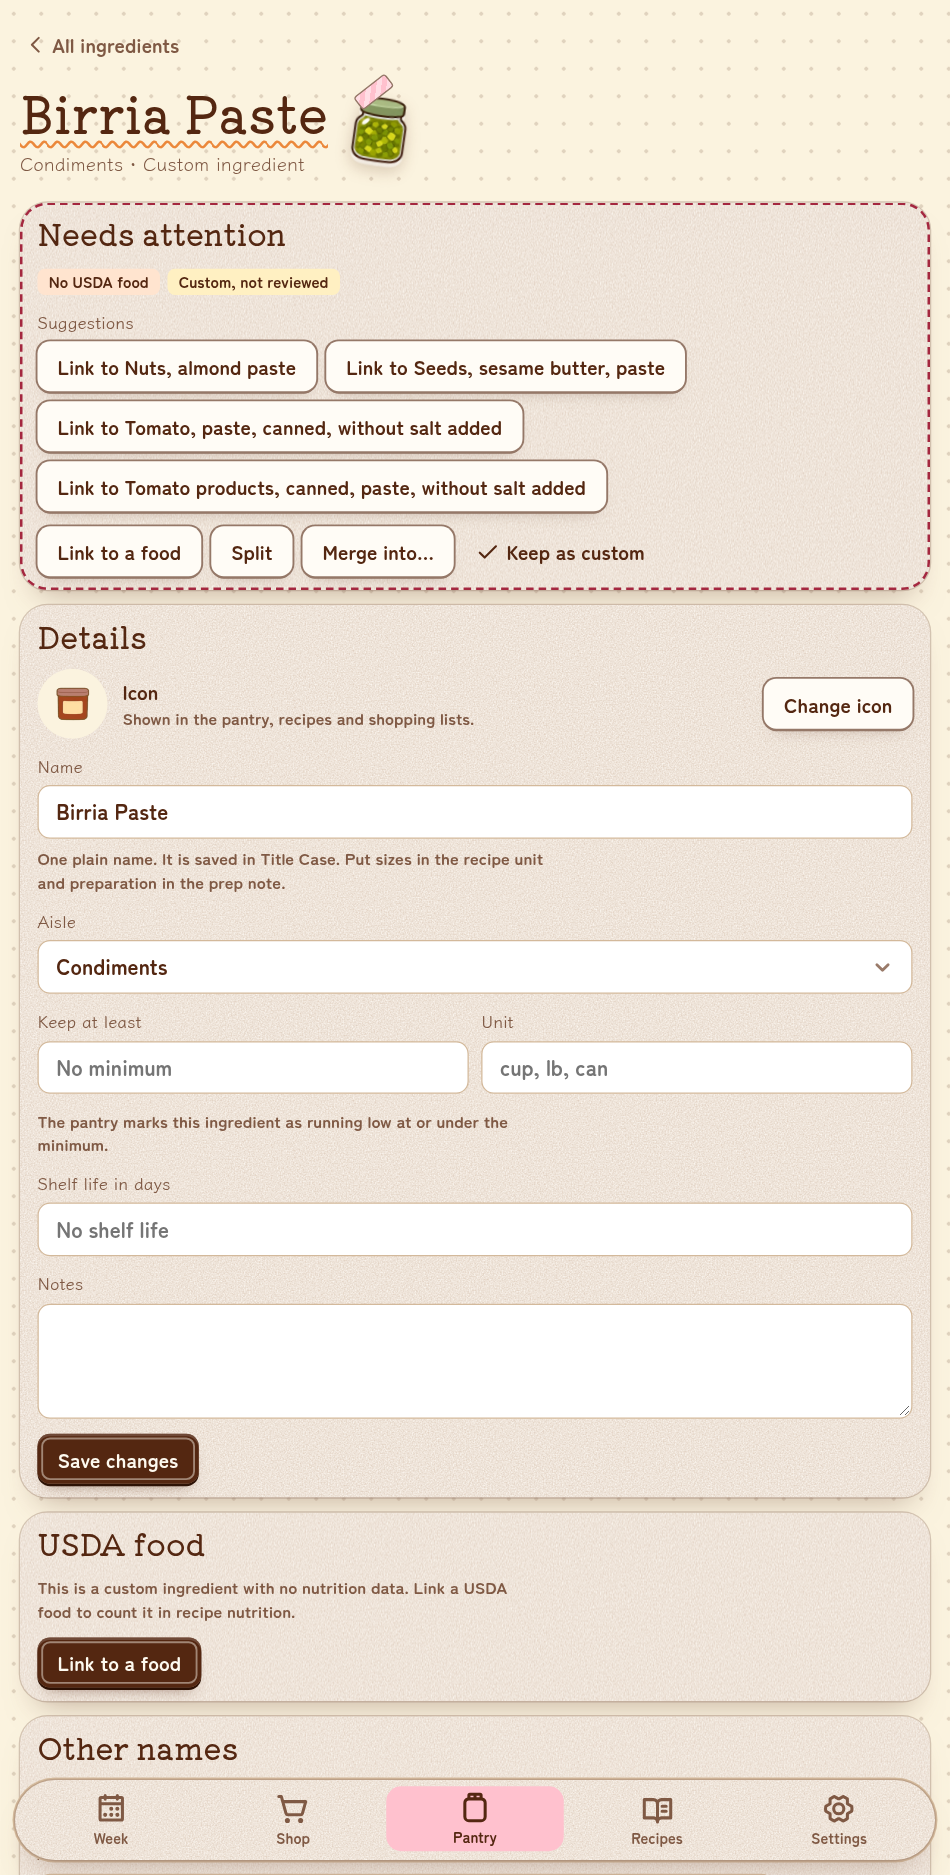 All ingredients
Birria Paste
Condiments • Custom ingredient
Needs attention
No USDA food
Custom, not reviewed
Suggestions
Link to Nuts, almond paste
Link to Seeds, sesame butter, paste
Link to Tomato, paste, canned, without salt added
Link to Tomato products, canned, paste, without salt added
Link to a food
Split
Merge into...
Keep as custom
Details
Icon
Shown in the pantry, recipes and shopping lists.
Change icon
Name
Birria Paste
One plain name. It is saved in Title Case. Put sizes in the recipe unit
and preparation in the prep note.
Aisle
Condiments
Keep at least
Unit
No minimum
cup, lb, can
The pantry marks this ingredient as running low at or under the
minimum.
Shelf life in days
No shelf life
Notes
Save changes
USDA food
This is a custom ingredient with no nutrition data. Link a USDA
food to count it in recipe nutrition.
Link to a food
Other names
Week
Shop
Pantry
Recipes
Settings